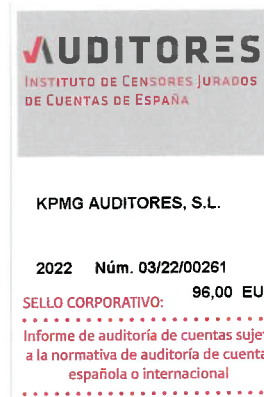 AUDITORES
INSTITUTO DE CENSORES JURADOS
DE CUENTAS DE ESPAÑA
KPMG AUDITORES, S.L.
2022 Núm. 03/22/00261
96,00 EU
SELLO CORPORATIVO:
Informe de auditoría de cuentas suje
a la normativa de auditoría de cuenta
española o internacional